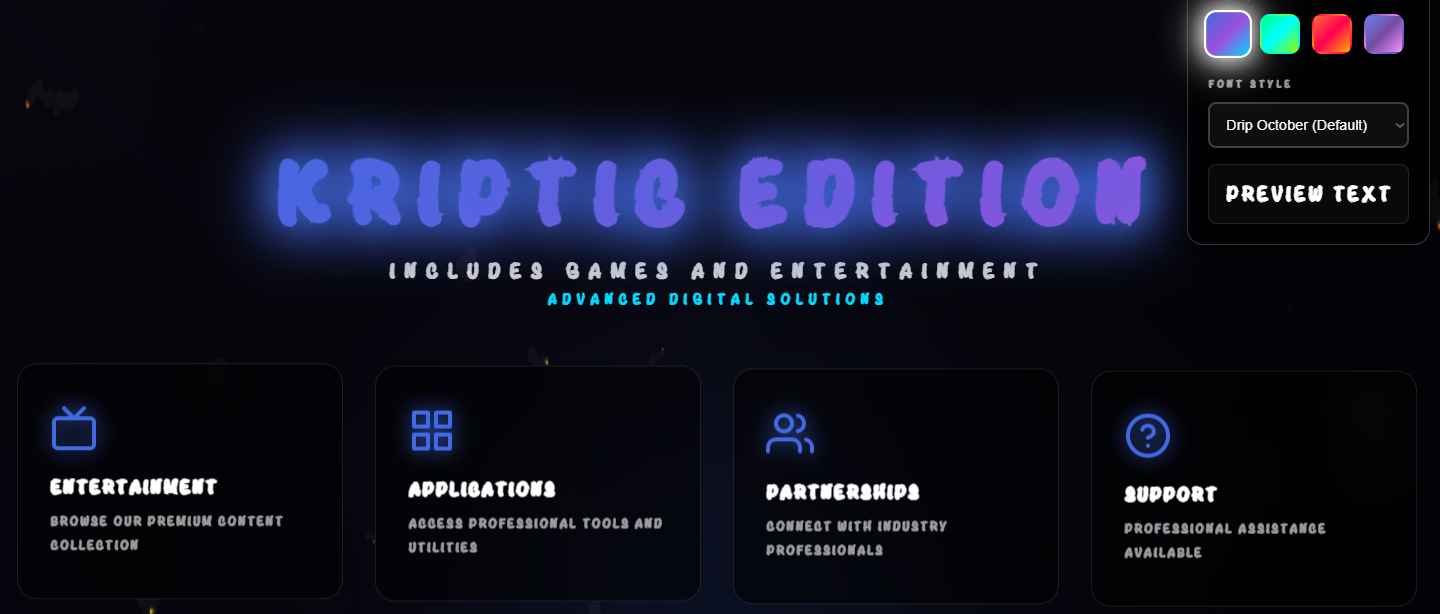 FONT STYLE
Drip October (Default)
PREVIEW TEXT
KRIPTIC EDITION
INCLUDES GAMES AND ENTERTAINMENT
ADVANCED DIGITAL SOLUTIONS
ENTERTAINMENT
BROWSE OUR PREMIUM CONTENT
COLLECTION
APPLICATIONS
ACCESS PROFESSIONAL TOOLS AND
UTILITIES
PARTNERSHIPS
CONNECT WITH INDUSTRY
PROFESSIONALS
SUPPORT
PROFESSIONAL ASSISTANCE
AVAILABLE